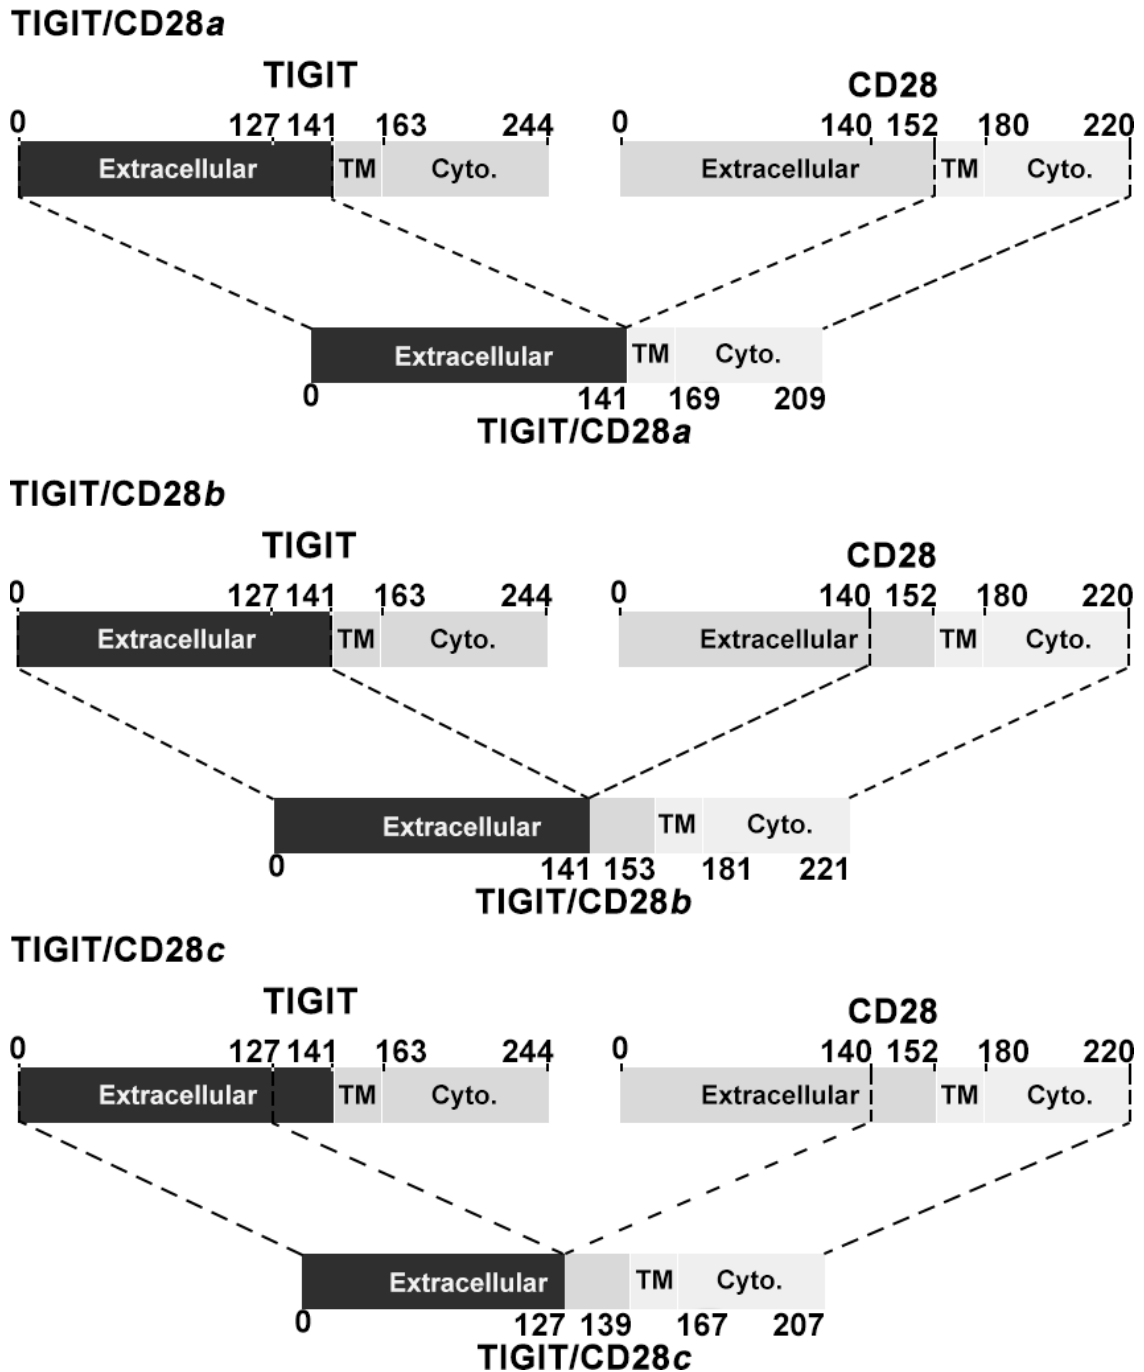 TIGIT/CD28a
TIGIT CD28
0 127 141 163 244 0 140 152 180 220
Extracellular TM Cyto. Extracellular TM Cyto.
Extracellular TM Cyto.
0 141 169 209
TIGIT/CD28a
TIGIT/CD28b
TIGIT CD28
0 127 141 163 244 0 140 152 180 220
Extracellular TM Cyto. Extracellular TM Cyto.
Extracellular TM Cyto.
0 141 153 181 221
TIGIT/CD28b
TIGIT/CD28c
TIGIT CD28
0 127 141 163 244 0 140 152 180 220
Extracellular TM Cyto. Extracellular TM Cyto.
Extracellular TM Cyto.
0 127 139 167 207
TIGIT/CD28c